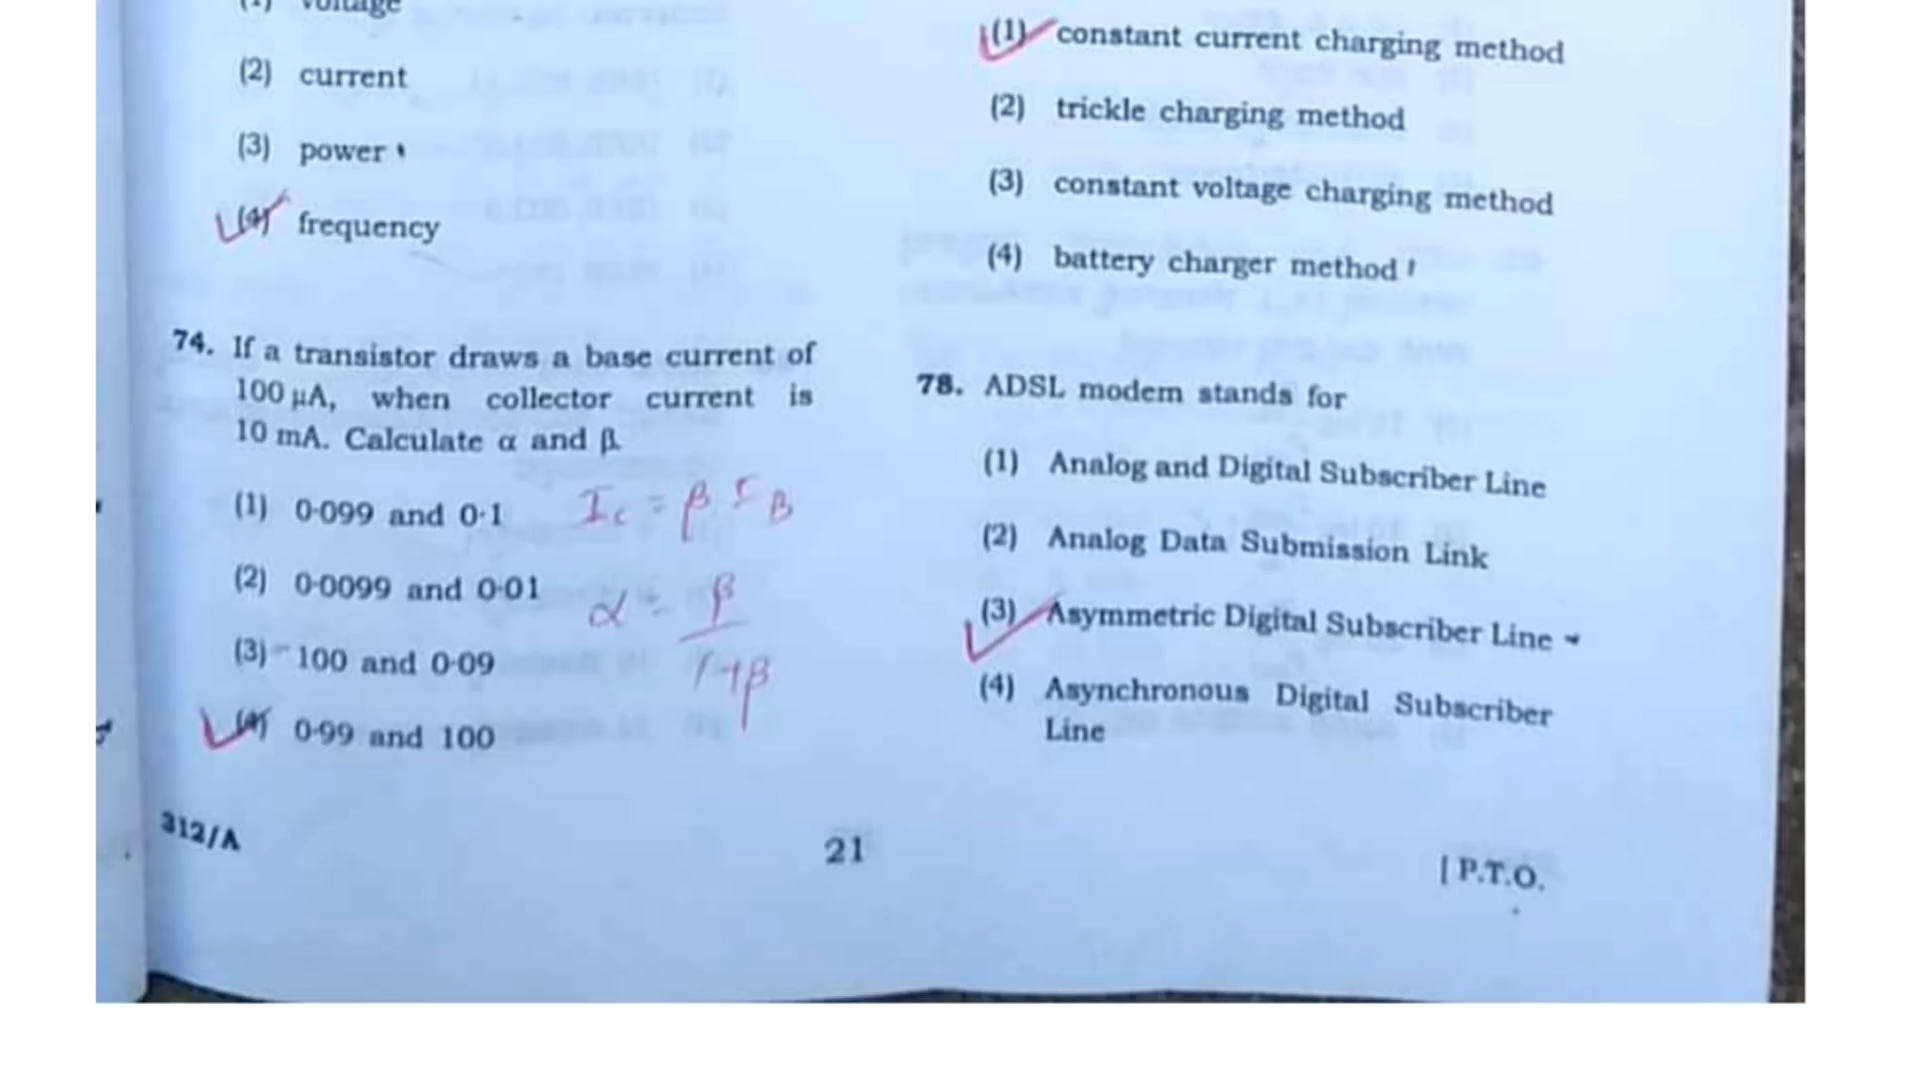 (1) voltage
(2) current
(3) power
(4) frequency
74. If a transistor draws a base current of
100 μA, when collector current is
10 mA. Calculate α and β.
(1) 0·099 and 0·1
(2) 0·0099 and 0·01
(3) 100 and 0·09
(4) 0·99 and 100
Ic = β IB
α = β
1+β
312/A
(1) constant current charging method
(2) trickle charging method
(3) constant voltage charging method
(4) battery charger method
78. ADSL modem stands for
(1) Analog and Digital Subscriber Line
(2) Analog Data Submission Link
(3) Asymmetric Digital Subscriber Line
(4) Asynchronous Digital Subscriber
Line
21
[ P.T.O.